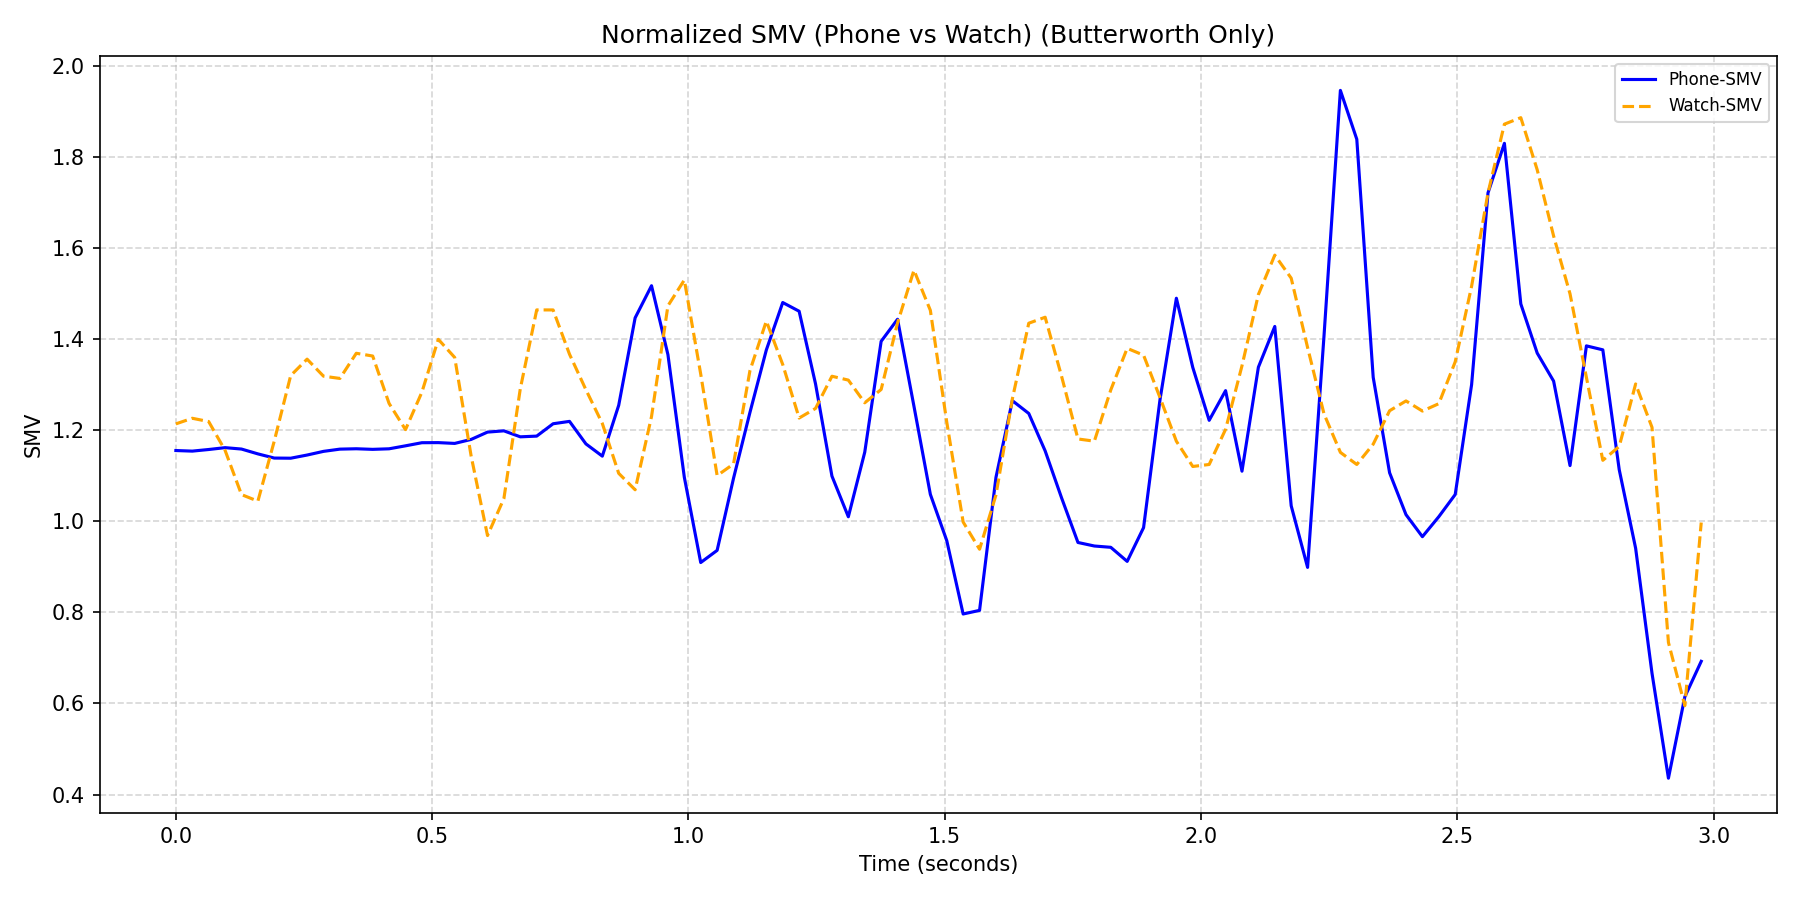 Normalized SMV (Phone vs Watch) (Butterworth Only)
Phone-SMV
Watch-SMV
2.0
1.8
1.6
1.4
1.2
1.0
0.8
0.6
0.4
SMV
0.0 0.5 1.0 1.5 2.0 2.5 3.0
Time (seconds)